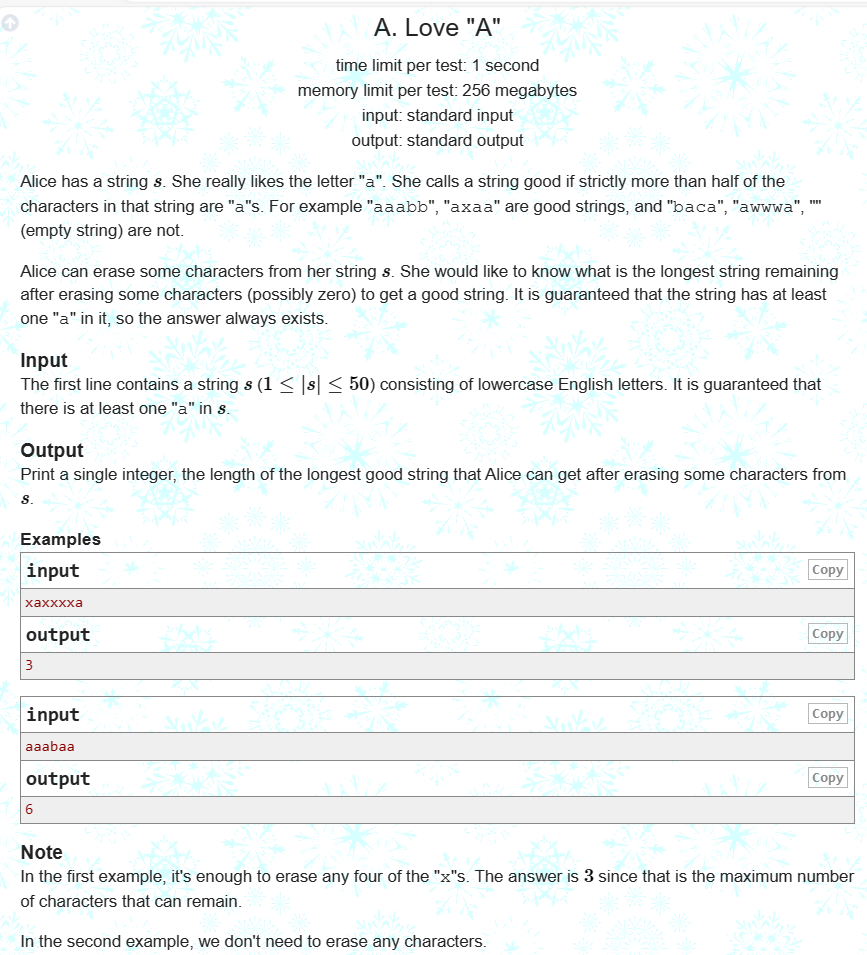 A. Love "A"
time limit per test: 1 second
memory limit per test: 256 megabytes
input: standard input
output: standard output
Alice has a string s. She really likes the letter "a". She calls a string good if strictly more than half of the
characters in that string are "a"s. For example "aaabb", "axaa" are good strings, and "baca", "awwwa", ""
(empty string) are not.
Alice can erase some characters from her string s. She would like to know what is the longest string remaining
after erasing some characters (possibly zero) to get a good string. It is guaranteed that the string has at least
one "a" in it, so the answer always exists.
Input
The first line contains a string s (1 ≤ |s| ≤ 50) consisting of lowercase English letters. It is guaranteed that
there is at least one "a" in s.
Output
Print a single integer, the length of the longest good string that Alice can get after erasing some characters from
s.
Examples
input Copy
xaxxxxa
output Copy
3
input Copy
aaabaa
output Copy
6
Note
In the first example, it's enough to erase any four of the "x"s. The answer is 3 since that is the maximum number
of characters that can remain.
In the second example, we don't need to erase any characters.